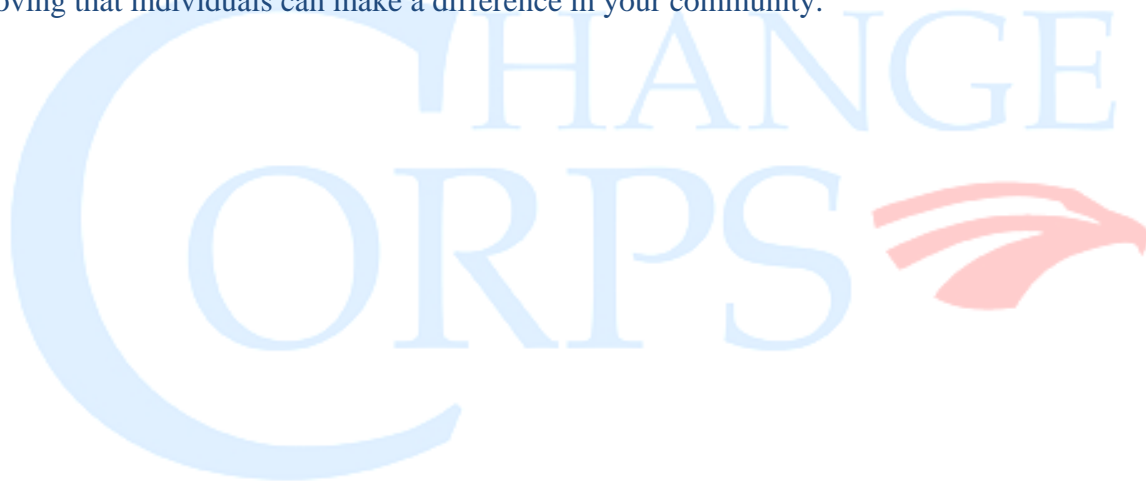 oving that individuals can make a difference in your community.
CHANGE
CORPS